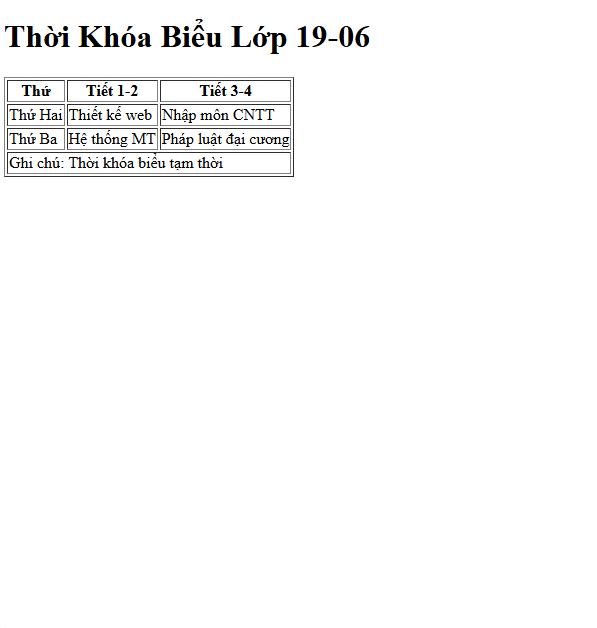 Thời Khóa Biểu Lớp 19-06
Thứ Tiết 1-2 Tiết 3-4
Thứ Hai Thiết kế web Nhập môn CNTT
Thứ Ba Hệ thống MT Pháp luật đại cương
Ghi chú: Thời khóa biểu tạm thời